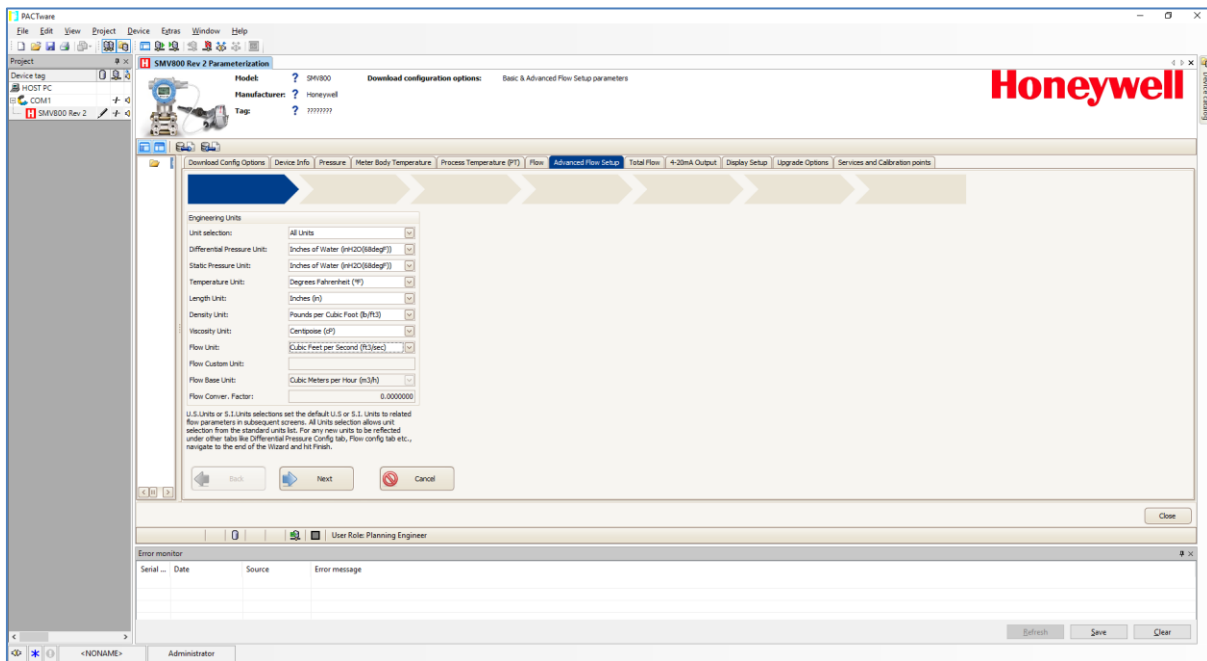 PACTware
File Edit View Project Device Extras Window Help
Project
SMV800 Rev 2 Parameterization
Device tag
HOST PC
COM1
SMV800 Rev 2
Model: ? SMV800 Download configuration options: Basic & Advanced Flow Setup parameters
Manufacturer: ? Honeywell
Tag: ? ????????
Honeywell
Device catalog
Download Config Options Device Info Pressure Meter Body Temperature Process Temperature (PT) Flow Advanced Flow Setup Total Flow 4-20mA Output Display Setup Upgrade Options Services and Calibration points
Engineering Units
Unit selection: All Units
Differential Pressure Unit: Inches of Water (inH2O(68degF))
Static Pressure Unit: Inches of Water (inH2O(68degF))
Temperature Unit: Degrees Fahrenheit (°F)
Length Unit: Inches (in)
Density Unit: Pounds per Cubic Foot (lb/ft3)
Viscosity Unit: Centipoise (cP)
Flow Unit: Cubic Feet per Second (ft3/sec)
Flow Custom Unit:
Flow Base Unit: Cubic Meters per Hour (m3/h)
Flow Conver. Factor: 0.0000000
U.S.Units or S.I.Units selections set the default U.S or S.I. Units to related
flow parameters in subsequent screens. All Units selection allows unit
selection from the standard units list. For any new units to be reflected
under other tabs like Differential Pressure Config tab, Flow config tab etc.,
navigate to the end of the Wizard and hit Finish.
Back Next Cancel
Close
User Role: Planning Engineer
Error monitor
Serial ... Date Source Error message
Refresh Save Clear
<NONAME> Administrator